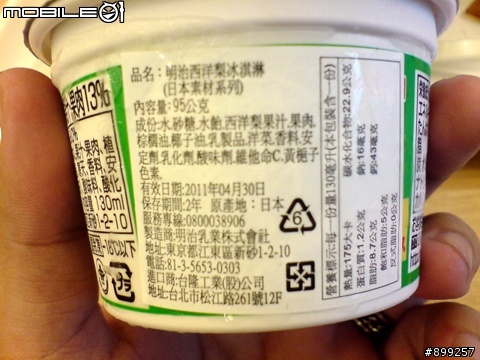 MOBILE01
果肉13%
品名:明治西洋梨冰淇淋
(日本素材系列)
內容量:95公克
成份:水,砂糖,水飴,西洋梨果汁,果肉,
棕櫚油,椰子油,乳製品,洋菜,香料,安
定劑,乳化劑,酸味劑,維他命C,黃梔子
色素.
有效日期:2011年04月30日
保存期限:2年 原產地:日本
服務專線:0800038906
製造商:明治乳業株式會社
地址:東京都江東區新砂1-2-10
電話:81-3-5653-0303
進口商:台隆工業(股)公司
地址:台北市松江路261號12F
營養標示:每一份量130毫升(本包裝含一份)
熱量:175大卡
蛋白質:1.2公克
脂肪:8.7公克
飽和脂肪:5公克
反式脂肪:0公克
碳水化合物:22.9公克
鈉:16毫克
鈣:43毫克
6
130ml
1-2-10
以下
#899257